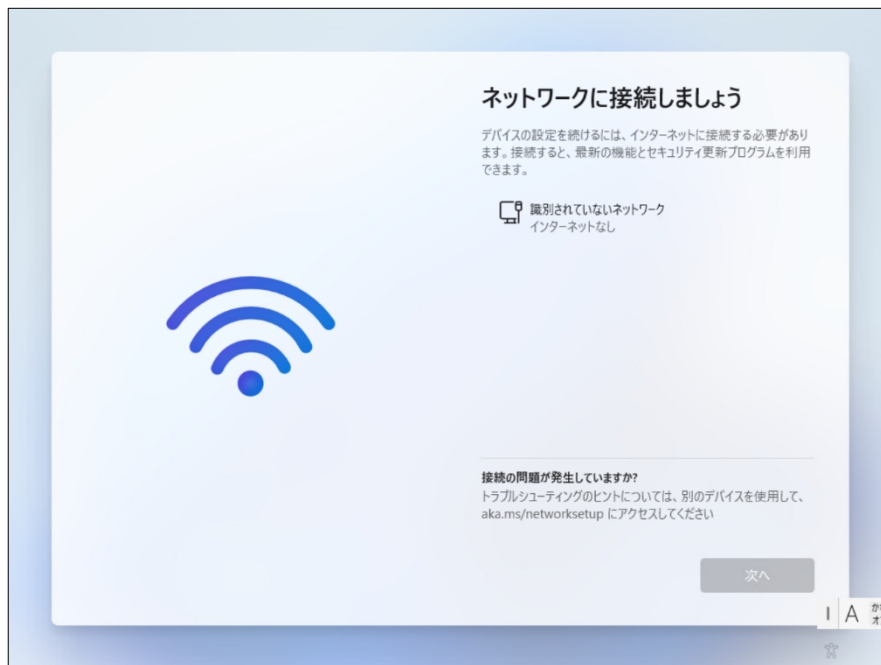 ネットワークに接続しましょう
デバイスの設定を続けるには、インターネットに接続する必要があり
ます。接続すると、最新の機能とセキュリティ更新プログラムを利用
できます。
識別されていないネットワーク
インターネットなし
接続の問題が発生していますか?
トラブルシューティングのヒントについては、別のデバイスを使用して、
aka.ms/networksetup にアクセスしてください
次へ
A